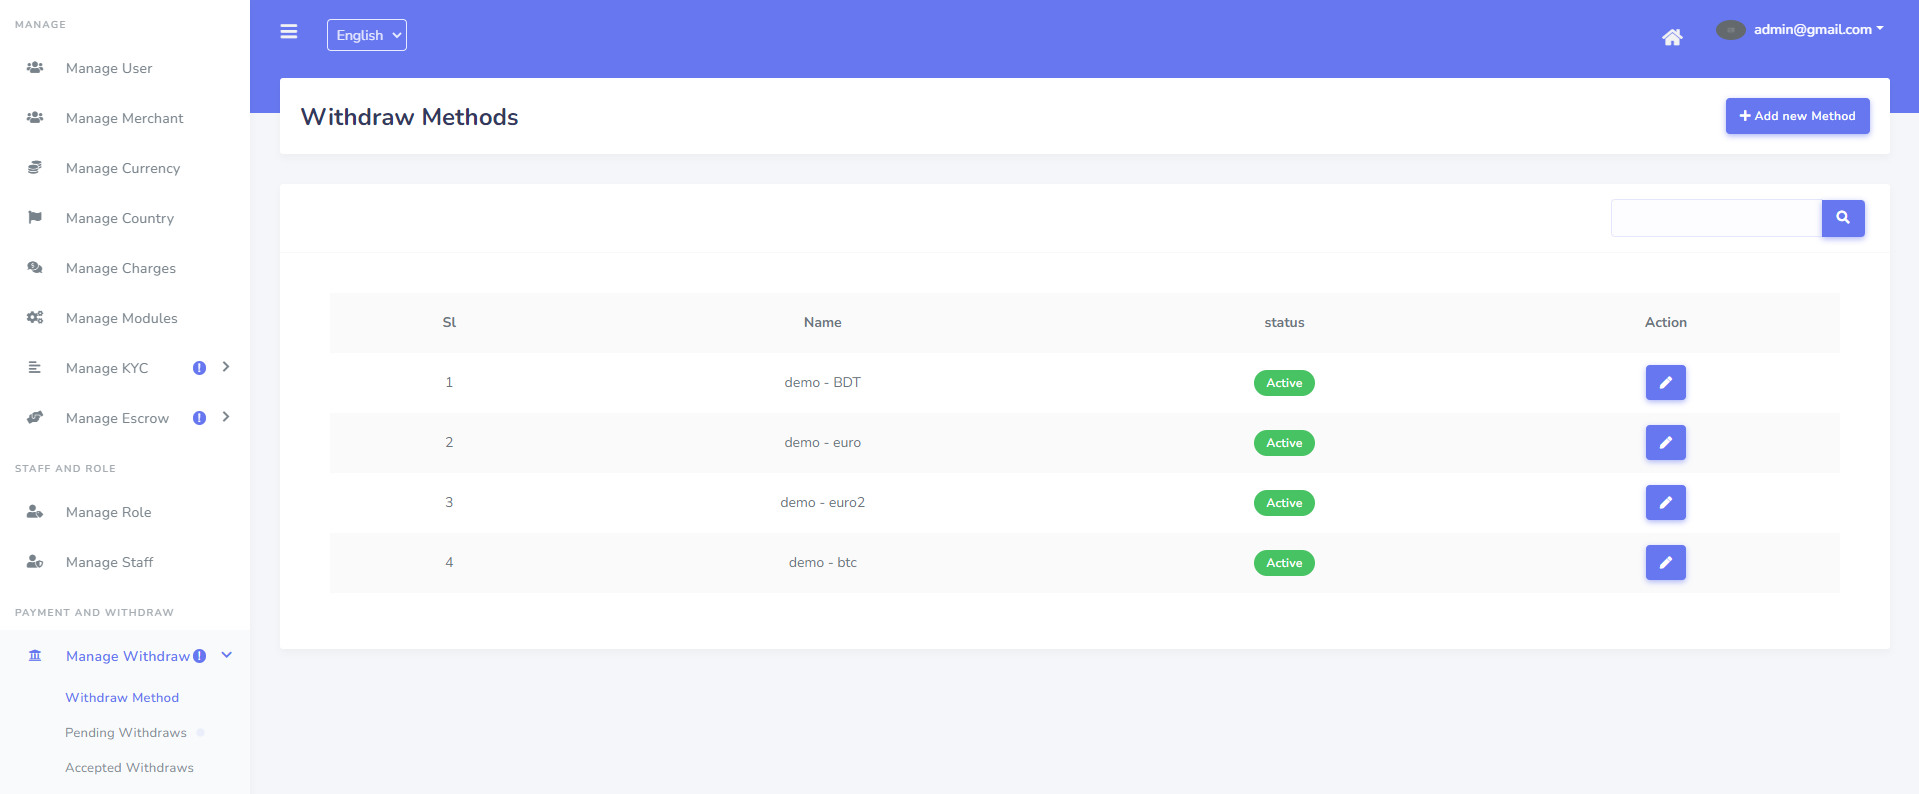 MANAGE
Manage User
Manage Merchant
Manage Currency
Manage Country
Manage Charges
Manage Modules
Manage KYC
Manage Escrow
STAFF AND ROLE
Manage Role
Manage Staff
PAYMENT AND WITHDRAW
Manage Withdraw
Withdraw Method
Pending Withdraws
Accepted Withdraws
English
admin@gmail.com
Withdraw Methods
Add new Method
Sl Name status Action
1 demo - BDT Active
2 demo - euro Active
3 demo - euro2 Active
4 demo - btc Active